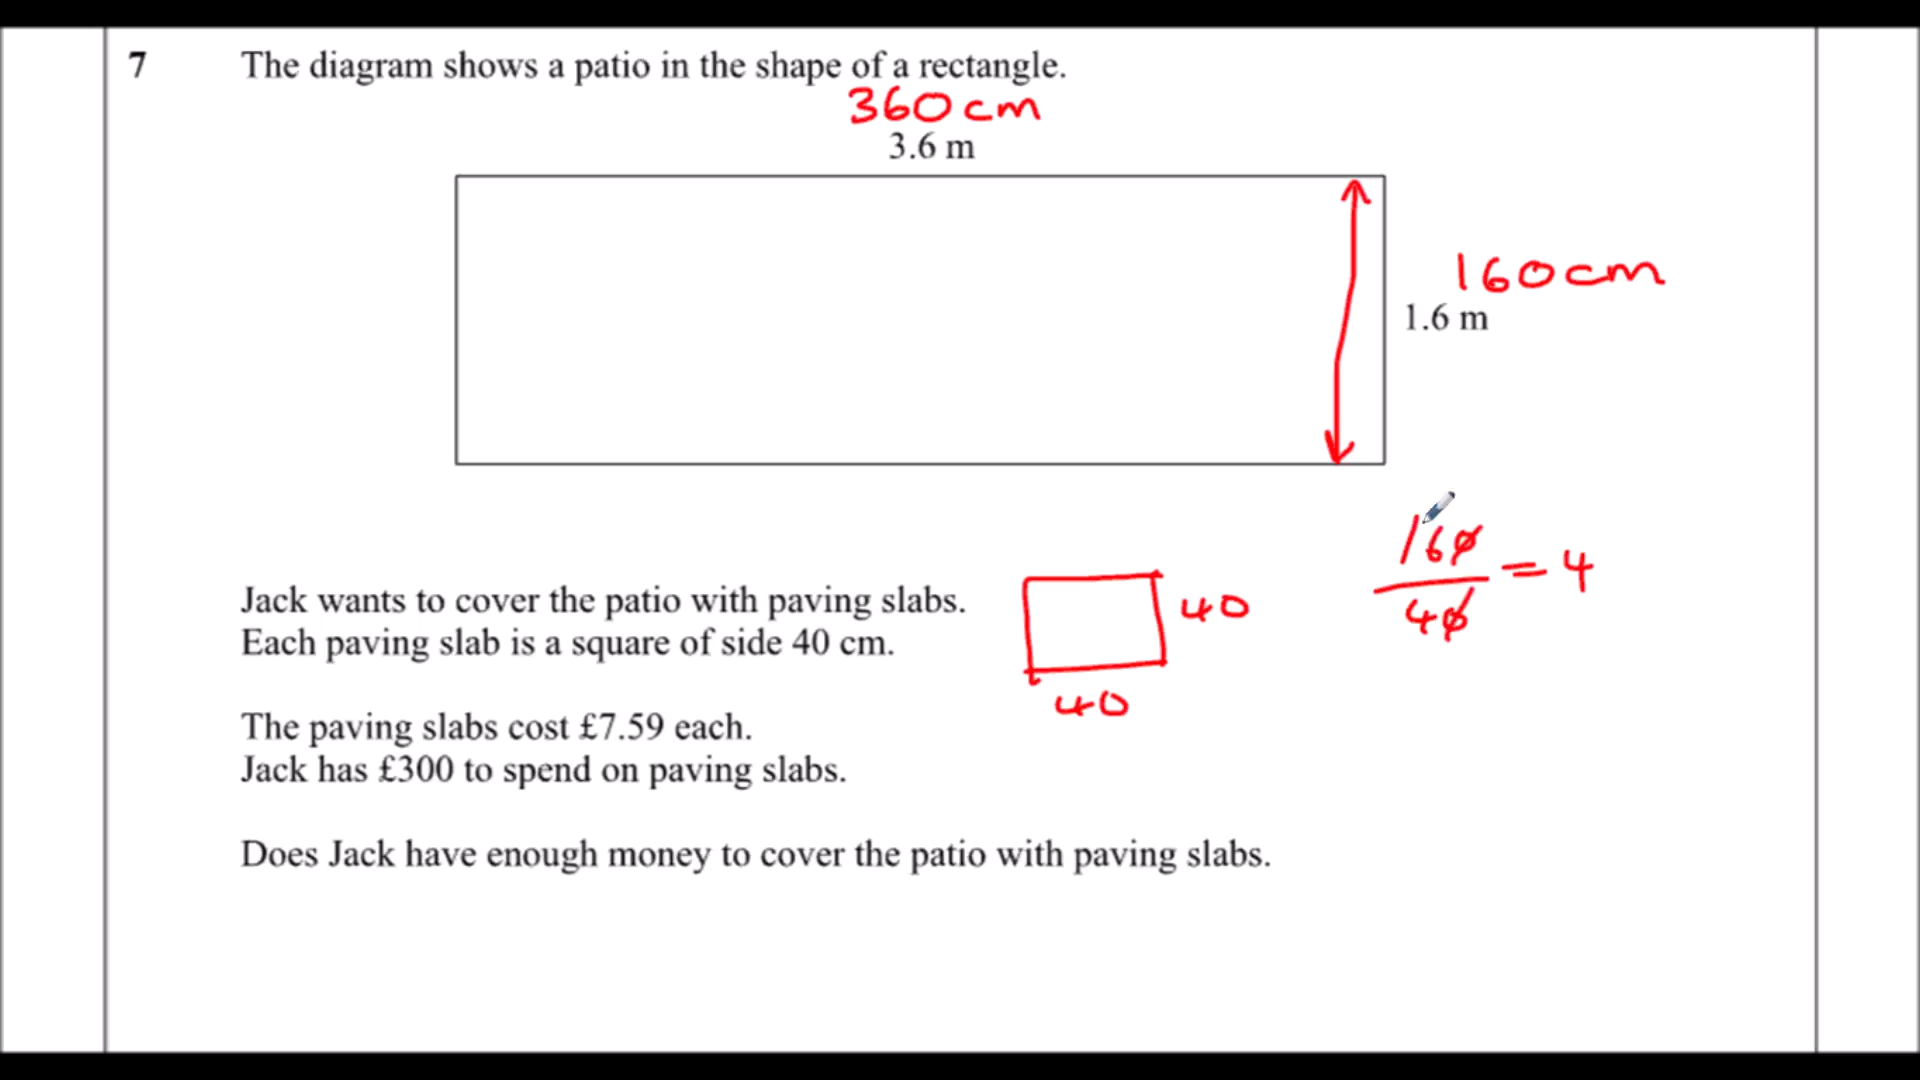 7 The diagram shows a patio in the shape of a rectangle.
360cm
3.6 m
160cm
1.6 m
160
40
= 4
Jack wants to cover the patio with paving slabs.
Each paving slab is a square of side 40 cm.
40
40
The paving slabs cost £7.59 each.
Jack has £300 to spend on paving slabs.
Does Jack have enough money to cover the patio with paving slabs.